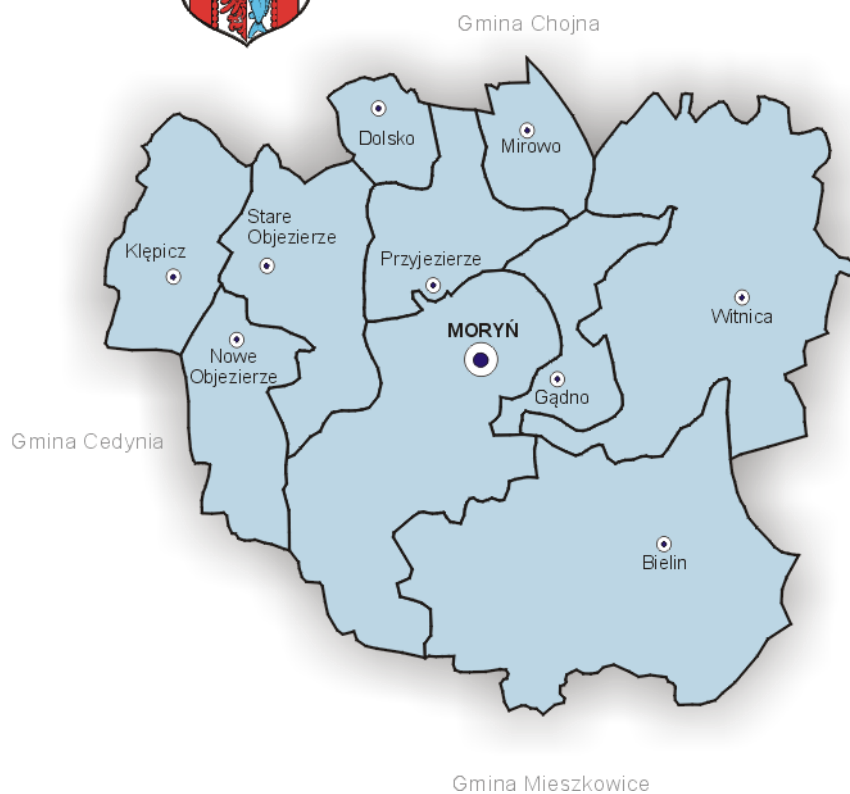 Gmina Chojna
Dolsko
Mirowo
Stare
Objezierze
Klępicz
Przyjezierze
Witnica
MORYŃ
Nowe
Objezierze
Gądno
Gmina Cedynia
Bielin
Gmina Mieszkowice